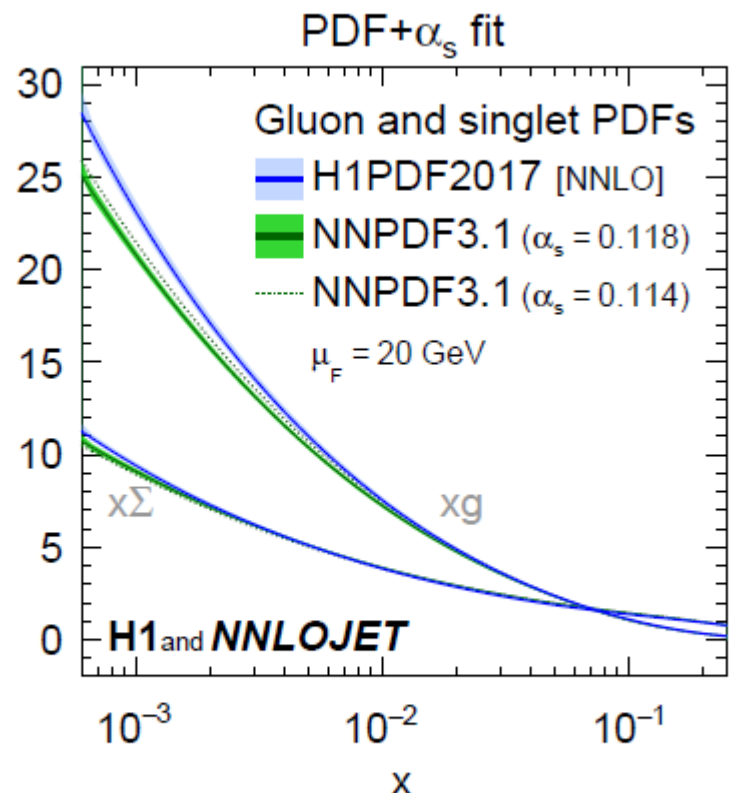 PDF+αs fit
30
25
20
15
10
5
0
Gluon and singlet PDFs
H1PDF2017 [NNLO]
NNPDF3.1 (αs = 0.118)
NNPDF3.1 (αs = 0.114)
μF = 20 GeV
xΣ
xg
H1 and NNLOJET
10⁻³ 10⁻² 10⁻¹
x